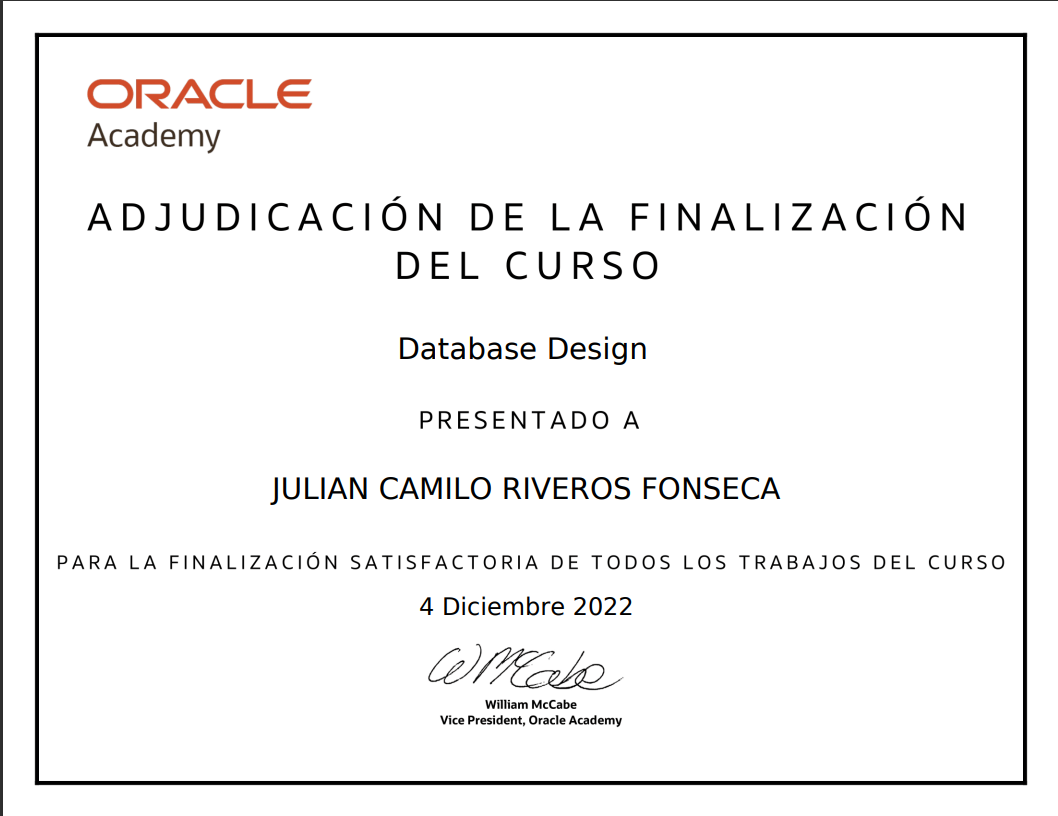 ORACLE
Academy
ADJUDICACIÓN DE LA FINALIZACIÓN
DEL CURSO
Database Design
PRESENTADO A
JULIAN CAMILO RIVEROS FONSECA
PARA LA FINALIZACIÓN SATISFACTORIA DE TODOS LOS TRABAJOS DEL CURSO
4 Diciembre 2022
WMcCabe
William McCabe
Vice President, Oracle Academy